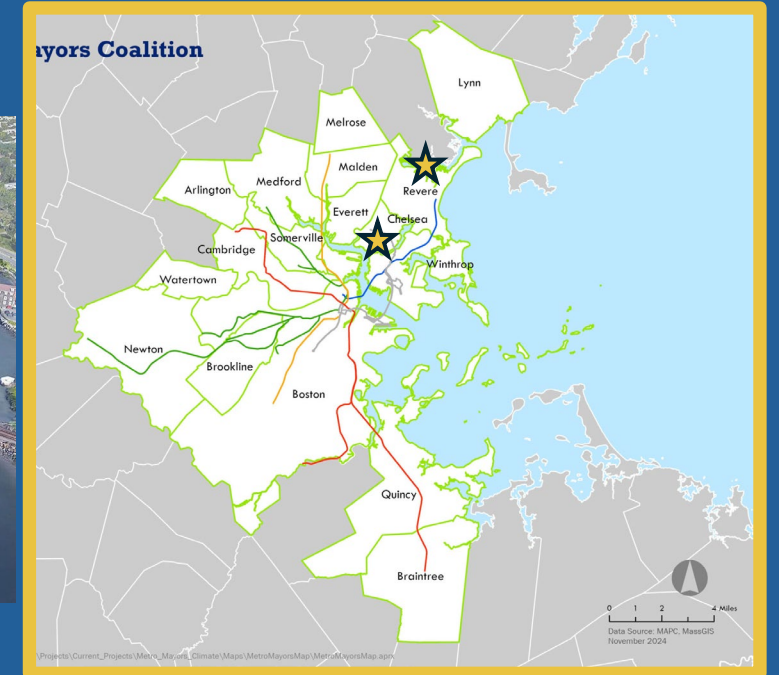 ayors Coalition
Lynn
Melrose
Malden
Medford
Arlington
Revere
Everett
Chelsea
Somerville
Cambridge
Winthrop
Watertown
Newton
Brookline
Boston
Quincy
Braintree
0 1 2 4 Miles
Data Source: MAPC, MassGIS
November 2024
\Projects\Current_Projects\Metro_Mayors_Climate\Maps\MetroMayorsMap\MetroMayorsMap.aprx